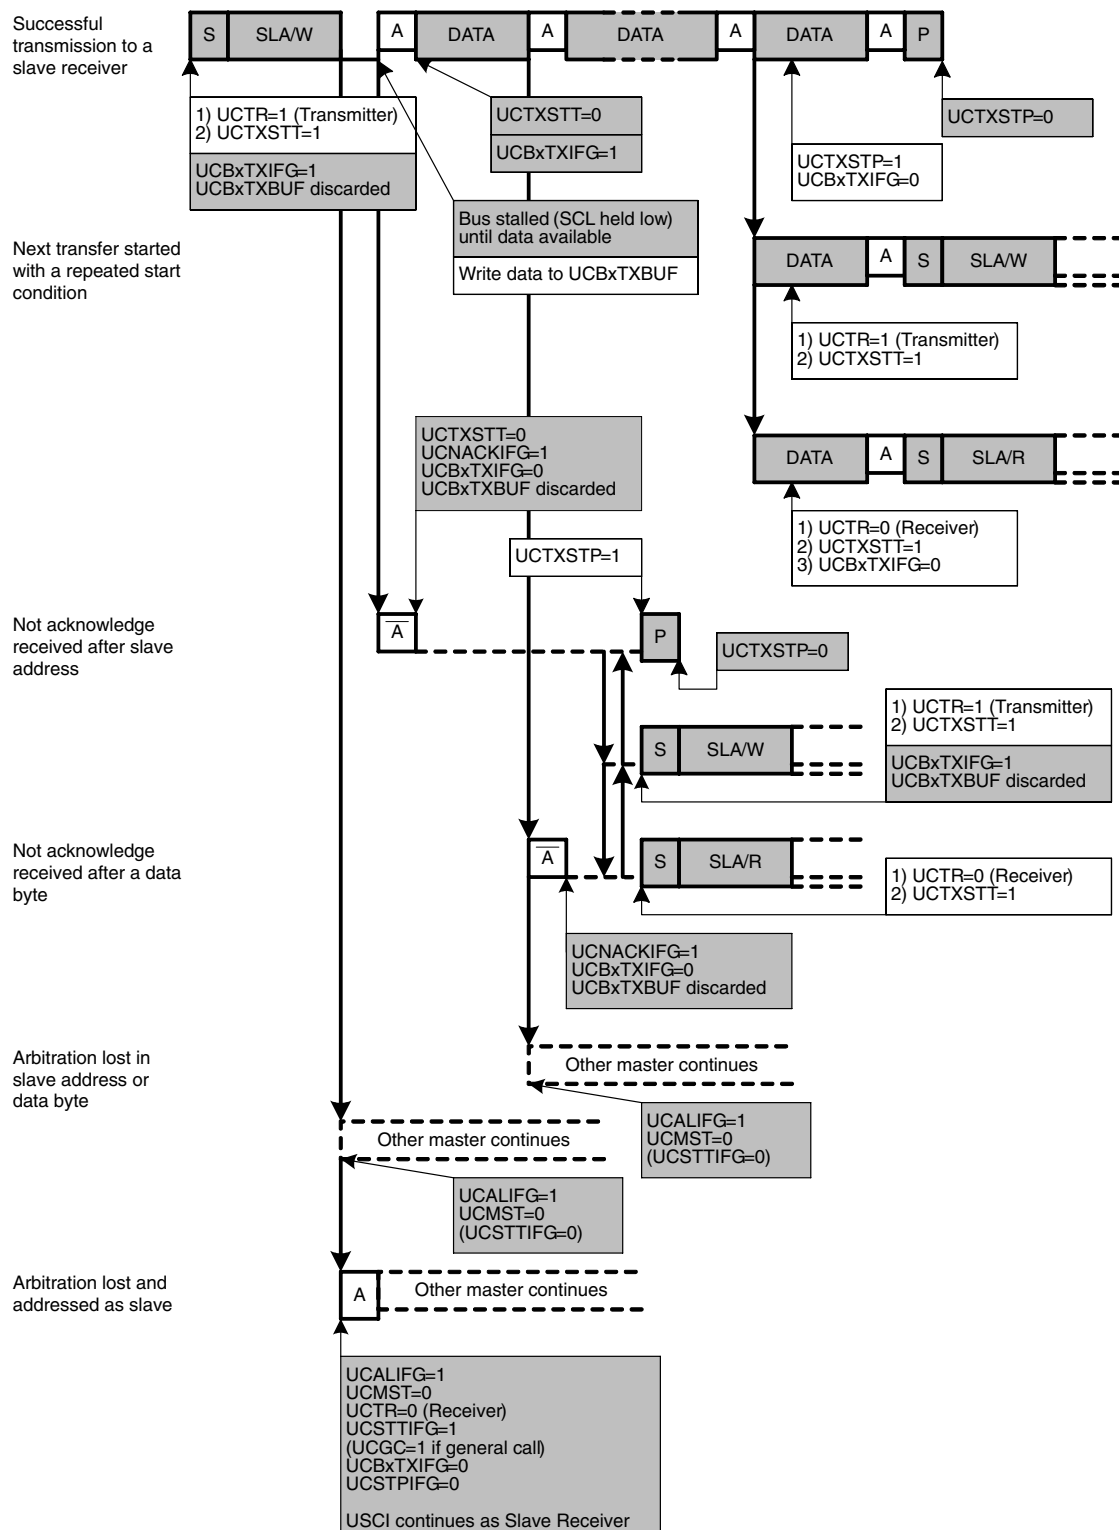 Successful
transmission to a
slave receiver
S
SLA/W
A
DATA
A
DATA
A
DATA
A
P
1) UCTR=1 (Transmitter)
2) UCTXSTT=1
UCBxTXIFG=1
UCBxTXBUF discarded
UCTXSTT=0
UCBxTXIFG=1
UCTXSTP=0
UCTXSTP=1
UCBxTXIFG=0
Bus stalled (SCL held low)
until data available
Write data to UCBxTXBUF
Next transfer started
with a repeated start
condition
DATA
A
S
SLA/W
1) UCTR=1 (Transmitter)
2) UCTXSTT=1
DATA
A
S
SLA/R
1) UCTR=0 (Receiver)
2) UCTXSTT=1
3) UCBxTXIFG=0
UCTXSTT=0
UCNACKIFG=1
UCBxTXIFG=0
UCBxTXBUF discarded
UCTXSTP=1
Not acknowledge
received after slave
address
A
P
UCTXSTP=0
S
SLA/W
1) UCTR=1 (Transmitter)
2) UCTXSTT=1
UCBxTXIFG=1
UCBxTXBUF discarded
Not acknowledge
received after a data
byte
A
S
SLA/R
1) UCTR=0 (Receiver)
2) UCTXSTT=1
UCNACKIFG=1
UCBxTXIFG=0
UCBxTXBUF discarded
Arbitration lost in
slave address or
data byte
Other master continues
UCALIFG=1
UCMST=0
(UCSTTIFG=0)
Other master continues
UCALIFG=1
UCMST=0
(UCSTTIFG=0)
Arbitration lost and
addressed as slave
A
Other master continues
UCALIFG=1
UCMST=0
UCTR=0 (Receiver)
UCSTTIFG=1
(UCGC=1 if general call)
UCBxTXIFG=0
UCSTPIFG=0
USCI continues as Slave Receiver